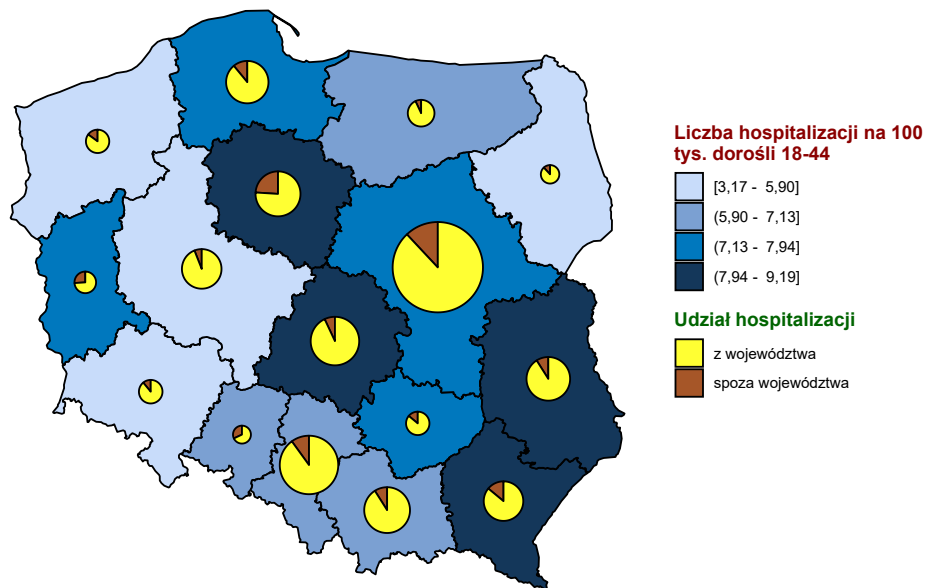 Liczba hospitalizacji na 100
tys. dorośli 18-44
[3,17 - 5,90]
(5,90 - 7,13]
(7,13 - 7,94]
(7,94 - 9,19]
Udział hospitalizacji
z województwa
spoza województwa